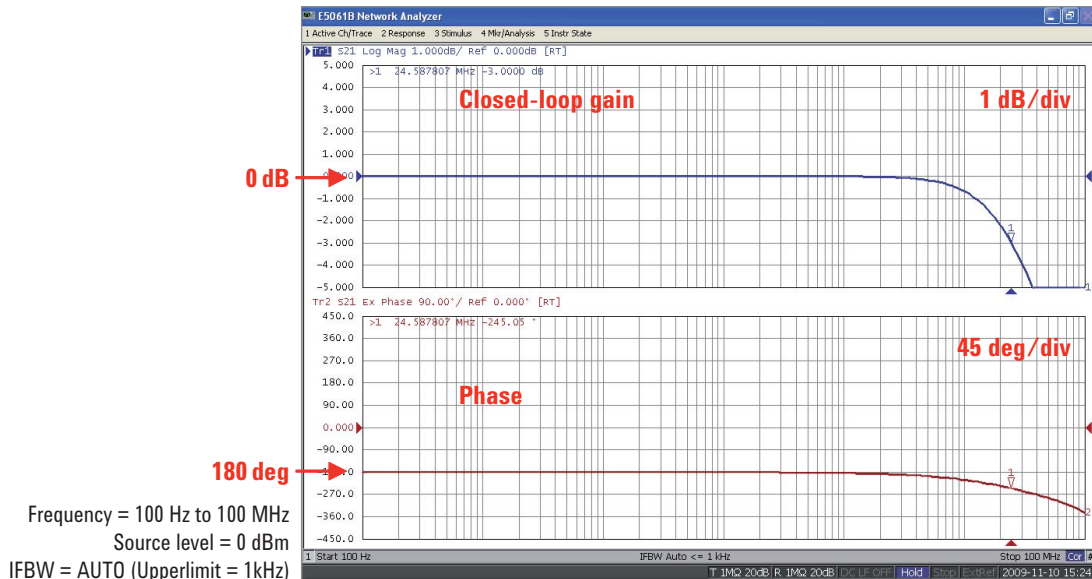 E5061B Network Analyzer
1 Active Ch/Trace 2 Response 3 Stimulus 4 Mkr/Analysis 5 Instr State
Tr1 S21 Log Mag 1.000dB/ Ref 0.000dB [RT]
5.000
>1 24.587807 MHz -3.0000 dB
4.000
Closed-loop gain
1 dB/div
3.000
2.000
1.000
0 dB
-1.000
-2.000
1
-3.000
-4.000
-5.000
1
Tr2 S21 Ex Phase 90.00°/ Ref 0.000° [RT]
450.0
>1 24.587807 MHz -245.05 °
360.0
45 deg/div
270.0
180.0
Phase
90.00
0.000
-90.00
180 deg
1
-270.0
-360.0
2
-450.0
Frequency = 100 Hz to 100 MHz
Source level = 0 dBm
IFBW = AUTO (Upperlimit = 1kHz)
1 Start 100 Hz IFBW Auto <= 1 kHz Stop 100 MHz Cor
T 1MΩ 20dB R 1MΩ 20dB DC LF OFF Hold Stop ExtRef 2009-11-10 15:24